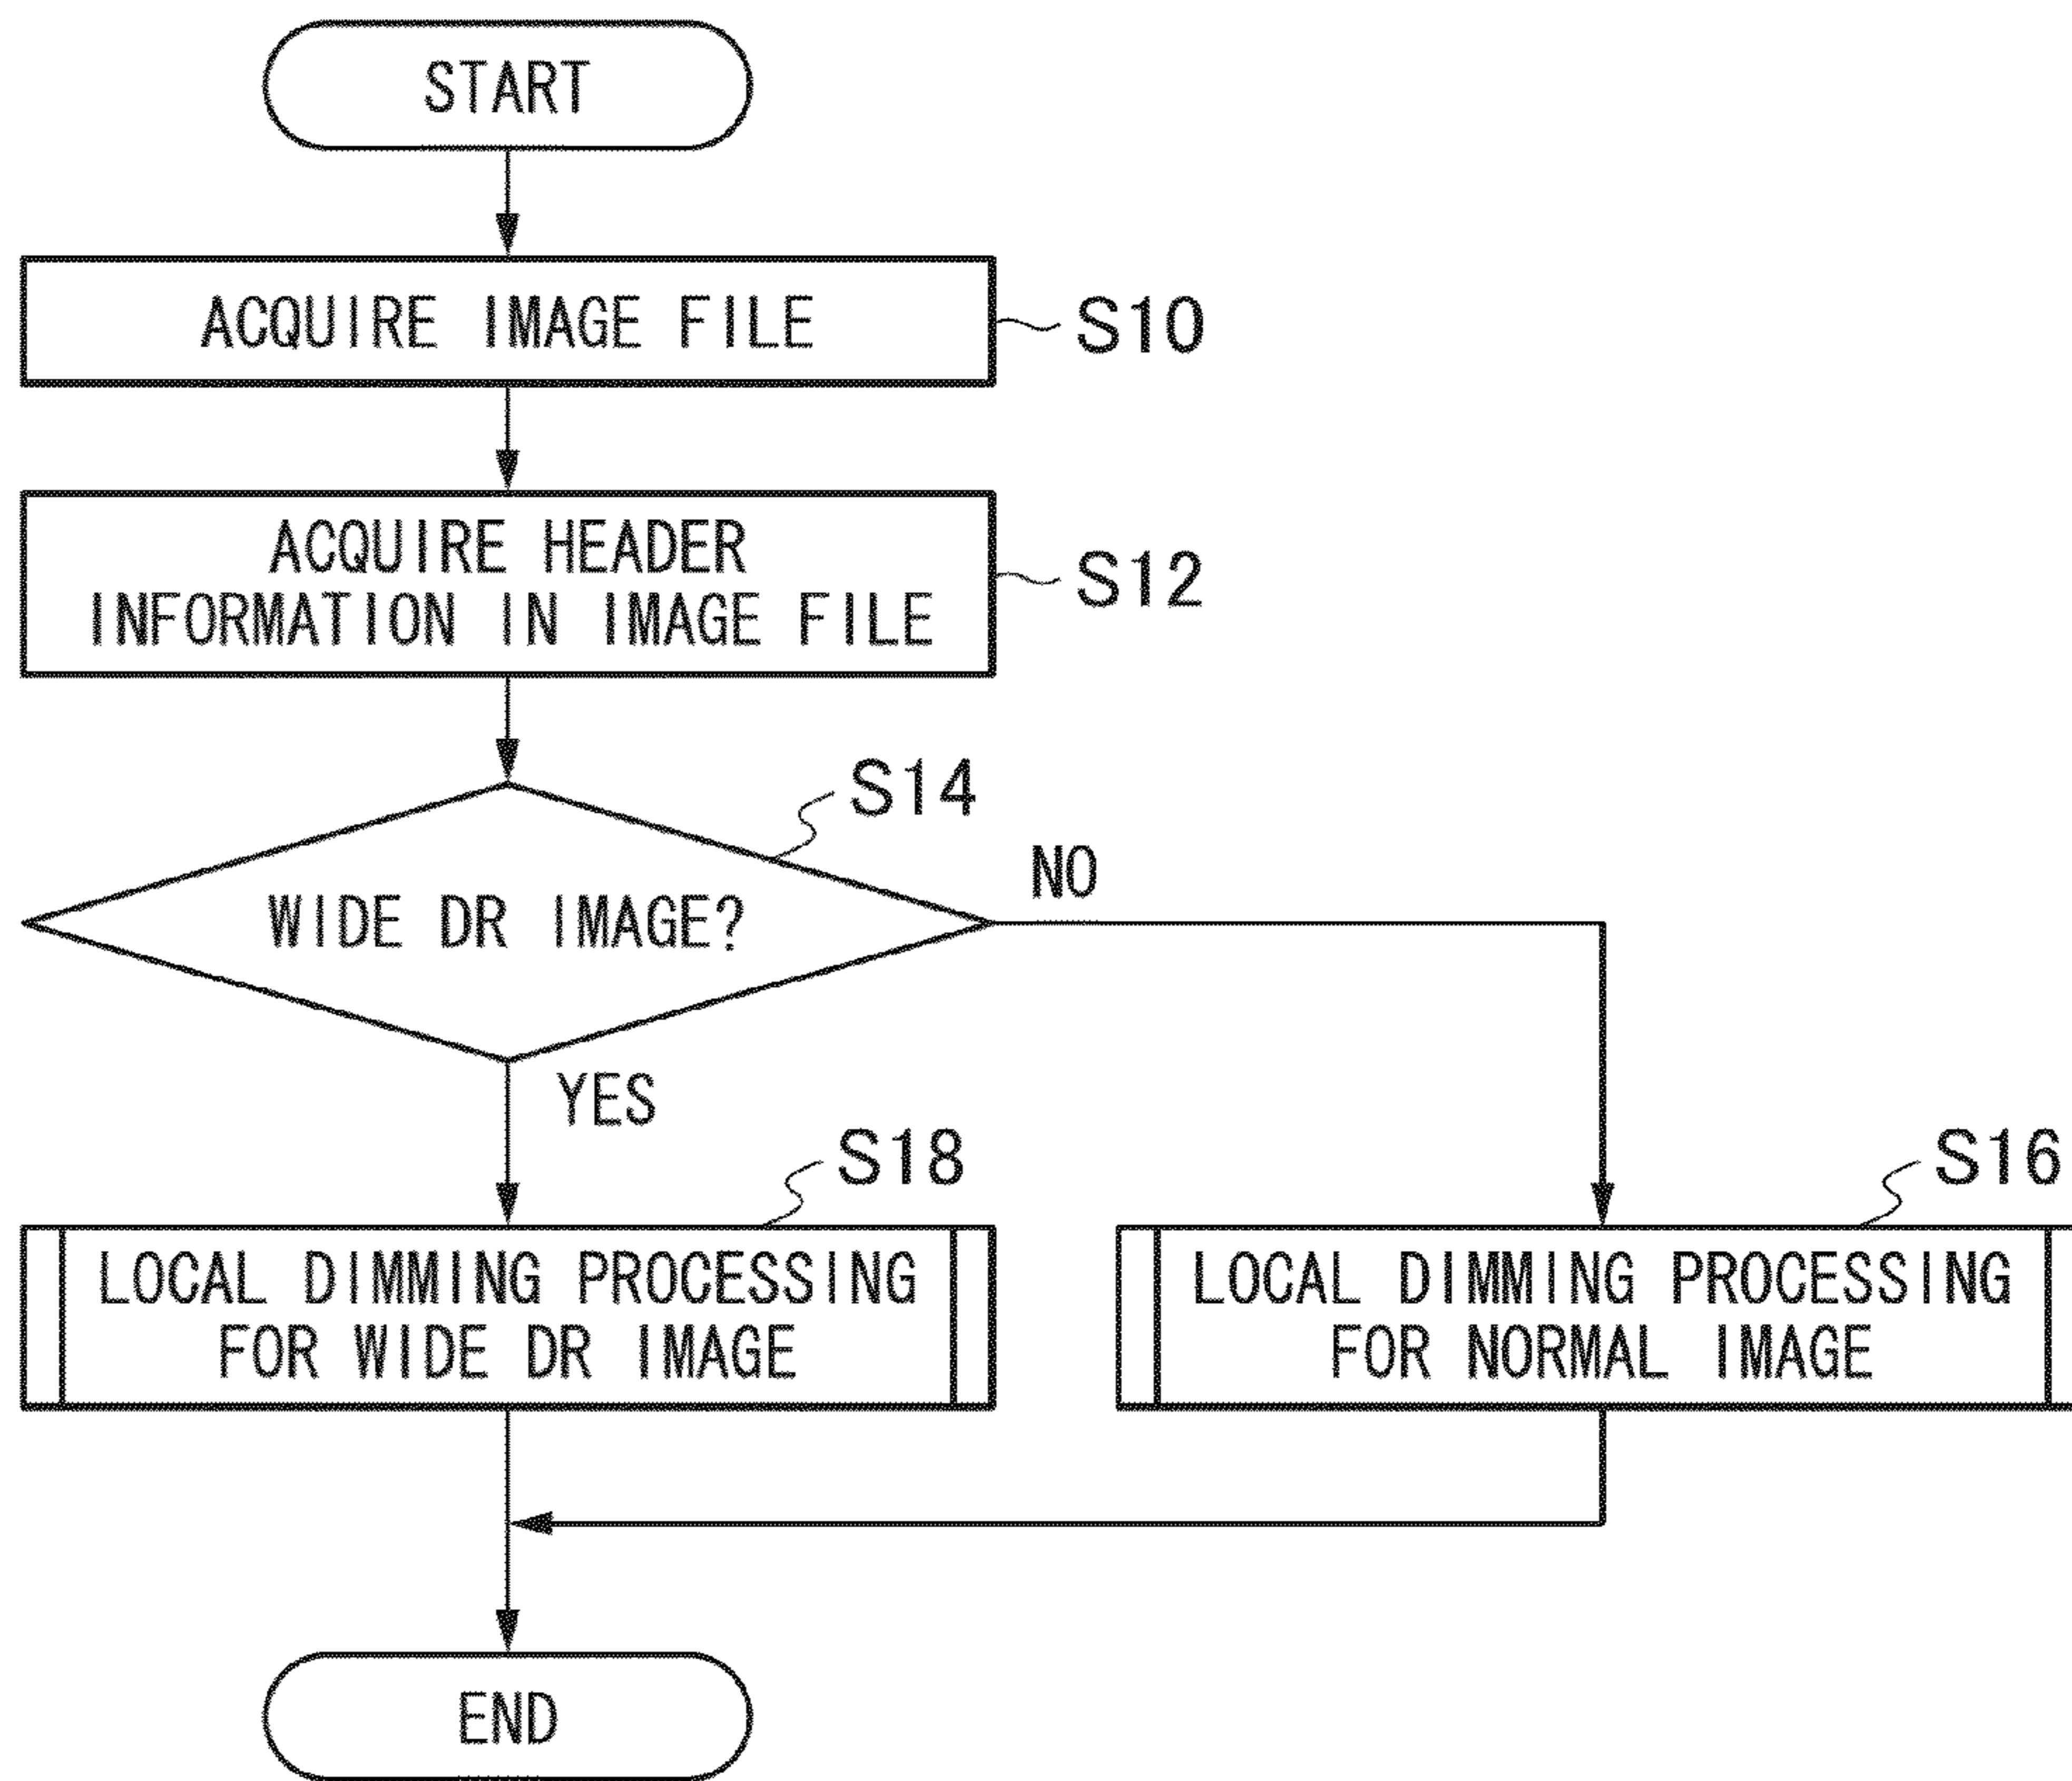 START
ACQUIRE IMAGE FILE
S10
ACQUIRE HEADER
INFORMATION IN IMAGE FILE
S12
S14
WIDE DR IMAGE?
NO
YES
S18
LOCAL DIMMING PROCESSING
FOR WIDE DR IMAGE
S16
LOCAL DIMMING PROCESSING
FOR NORMAL IMAGE
END